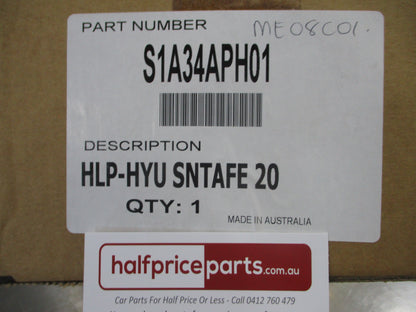 PART NUMBER
ME08C01.
S1A34APH01
DESCRIPTION
HLP-HYU SNTAFE 20
QTY: 1
MADE IN AUSTRALIA
halfpriceparts.com.au
Car Parts For Half Price Or Less - Call 0412 760 479